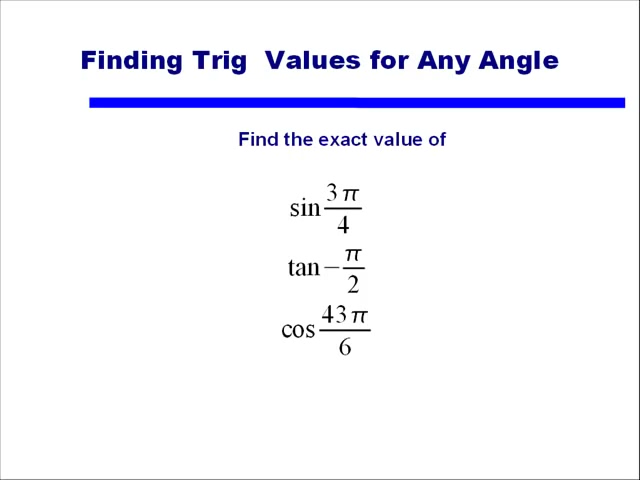 Finding Trig  Values for Any Angle
Find the exact value of
sin 3π/4
tan −π/2
cos 43π/6